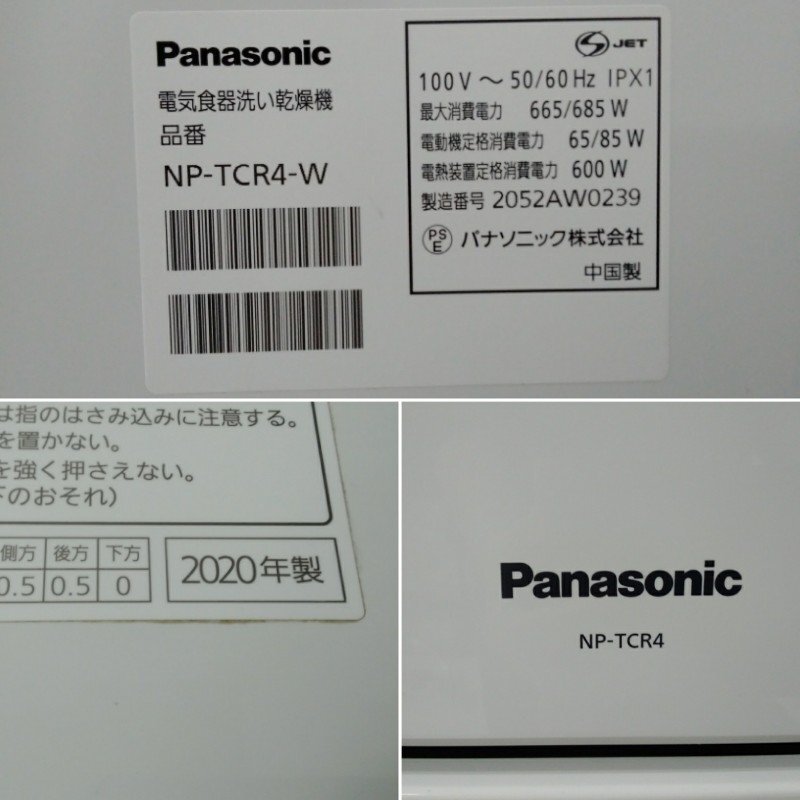 Panasonic
電気食器洗い乾燥機
品番
NP-TCR4-W
JET
100 V ～ 50/60 Hz IPX1
最大消費電力 665/685 W
電動機定格消費電力 65/85 W
電熱装置定格消費電力 600 W
製造番号 2052AW0239
PS
E
パナソニック株式会社
中国製
は指のはさみ込みに注意する。
を置かない。
を強く押さえない。
下のおそれ）
側方 後方 下方
0.5 0.5 0
2020年製
Panasonic
NP-TCR4